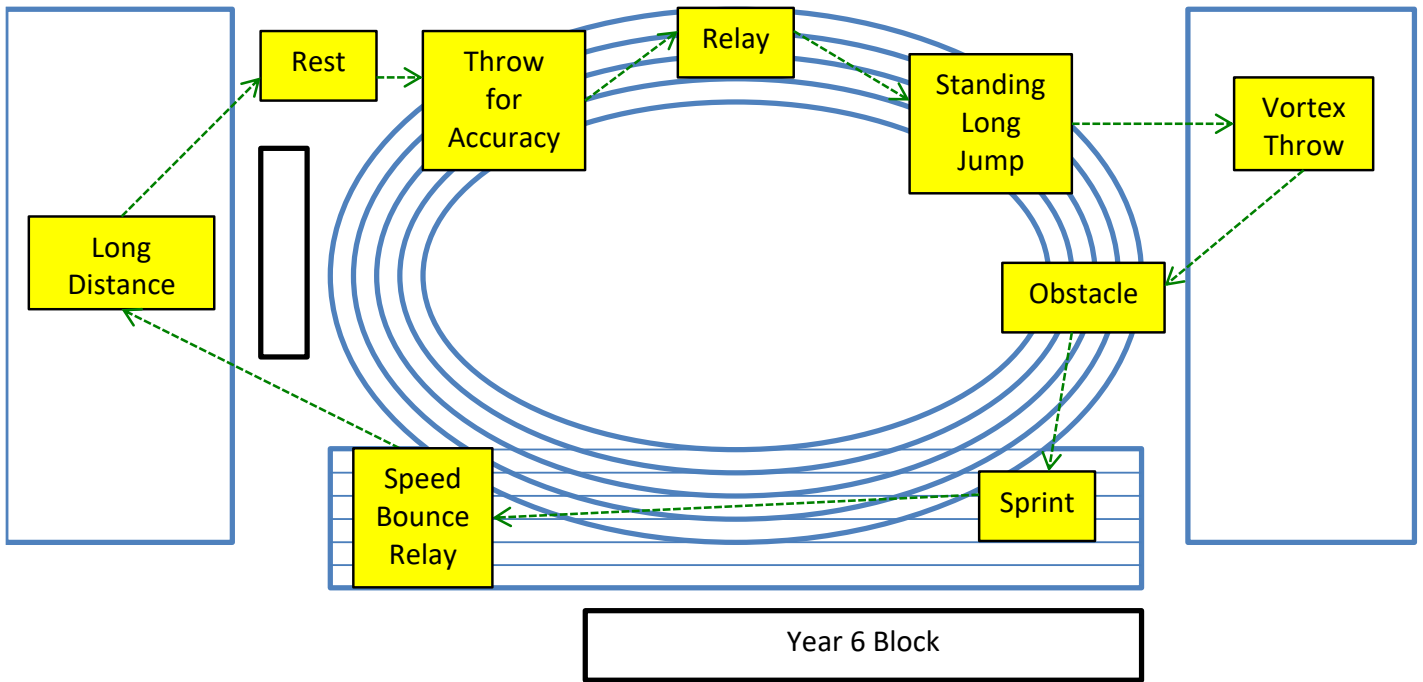 Rest
Throw
for
Accuracy
Relay
Standing
Long
Jump
Vortex
Throw
Long
Distance
Obstacle
Speed
Bounce
Relay
Sprint
Year 6 Block